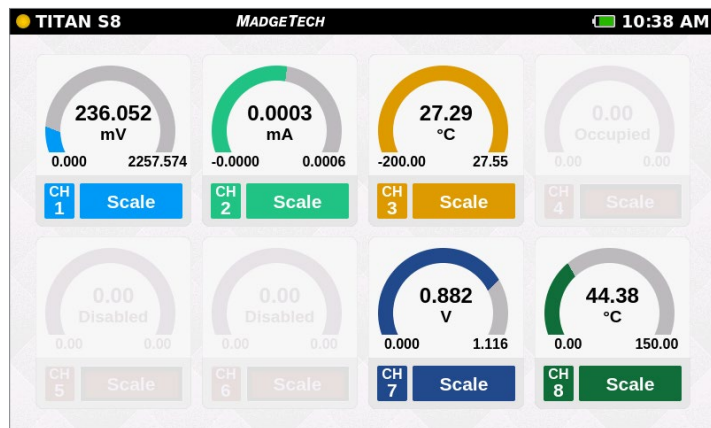 TITAN S8 MADGETECH 10:38 AM
236.052
mV
0.000 2257.574
CH
1
Scale
0.0003
mA
-0.0000 0.0006
CH
2
Scale
27.29
°C
-200.00 27.55
CH
3
Scale
0.00
Occupied
0.00 0.00
CH
4
Scale
0.00
Disabled
0.00 0.00
CH
5
Scale
0.00
Disabled
0.00 0.00
CH
6
Scale
0.882
V
0.000 1.116
CH
7
Scale
44.38
°C
0.00 150.00
CH
8
Scale